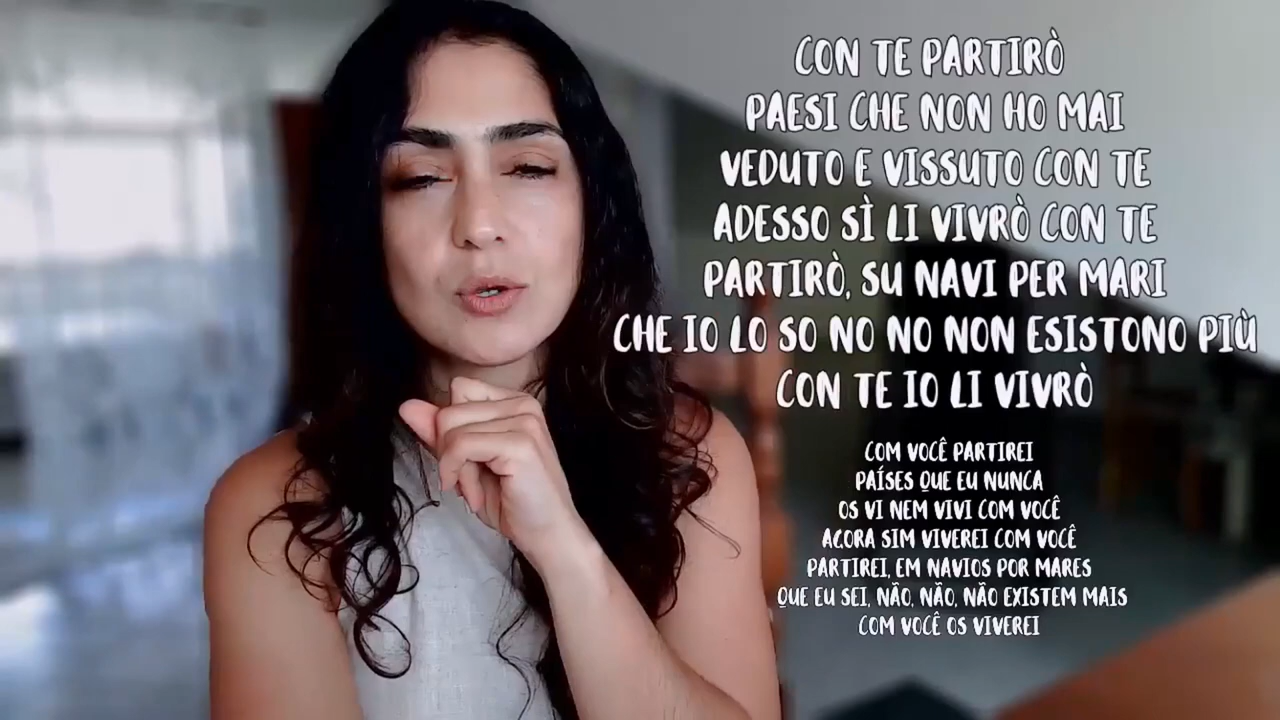 CON TE PARTIRÒ
PAESI CHE NON HO MAI
VEDUTO E VISSUTO CON TE
ADESSO SÌ LI VIVRÒ CON TE
PARTIRÒ, SU NAVI PER MARI
CHE IO LO SO NO NO NON ESISTONO PIÙ
CON TE IO LI VIVRÒ
COM VOCÊ PARTIREI
PAÍSES QUE EU NUNCA
OS VI NEM VIVI COM VOCÊ
AGORA SIM VIVEREI COM VOCÊ
PARTIREI, EM NAVIOS POR MARES
QUE EU SEI, NÃO, NÃO, NÃO EXISTEM MAIS
COM VOCÊ OS VIVEREI